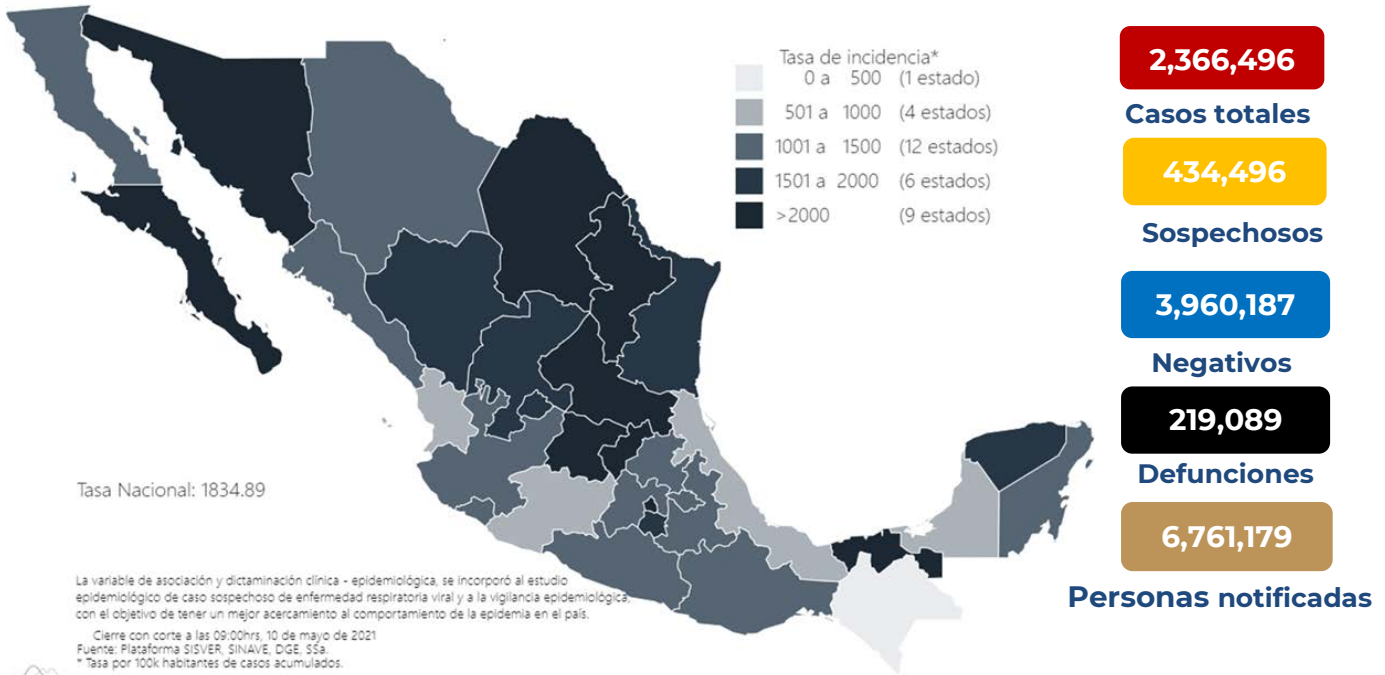 Tasa de incidencia*
0 a 500 (1 estado)
501 a 1000 (4 estados)
1001 a 1500 (12 estados)
1501 a 2000 (6 estados)
>2000 (9 estados)
2,366,496
Casos totales
434,496
Sospechosos
3,960,187
Negativos
219,089
Defunciones
6,761,179
Personas notificadas
Tasa Nacional: 1834.89
La variable de asociación y dictaminación clínica - epidemiológica, se incorporó al estudio
epidemiológico de caso sospechoso de enfermedad respiratoria viral y a la vigilancia epidemiológica,
con el objetivo de tener un mejor acercamiento al comportamiento de la epidemia en el país.
Cierre con corte a las 09:00hrs, 10 de mayo de 2021
Fuente: Plataforma SISVER, SINAVE, DGE, SSa.
* Tasa por 100k habitantes de casos acumulados.